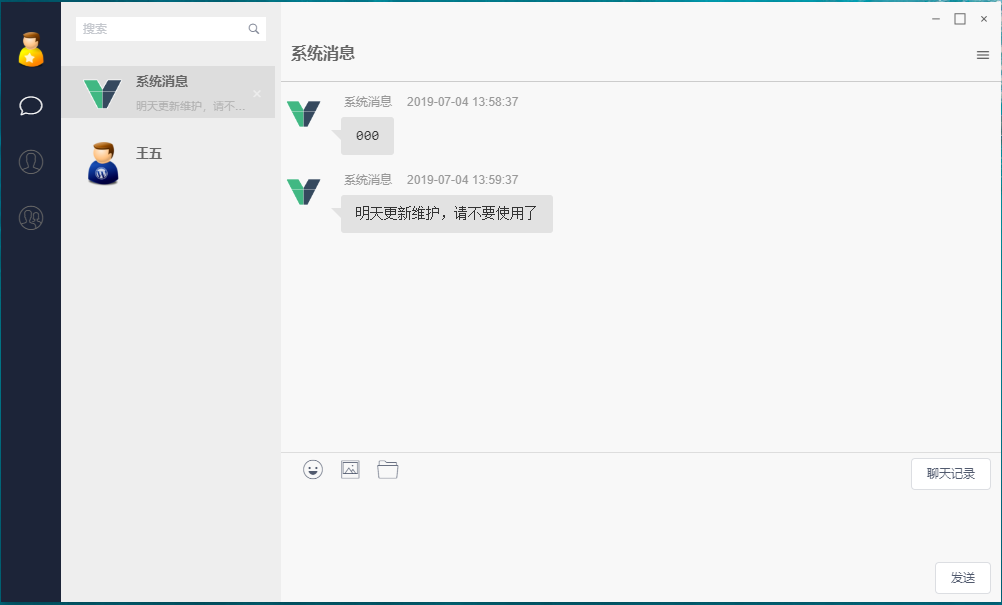 搜索
系统消息
明天更新维护，请不...
王五
系统消息
系统消息 2019-07-04 13:58:37
000
系统消息 2019-07-04 13:59:37
明天更新维护，请不要使用了
聊天记录
发送